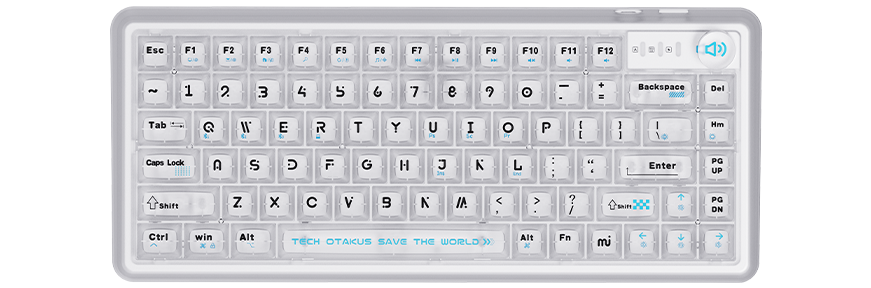 Esc F1 F2 F3 F4 F5 F6 F7 F8 F9 F10 F11 F12
~ 1 2 3 4 5 6 7 8 9 0 - + = Backspace Del
Tab Q W E R T Y U I O P { [ } ] | \ Hm
Caps Lock A S D F G H J K L : ; “ ‘ Enter PG UP
Shift Z X C V B N M < , > . ? / Shift PG DN
Ctrl win Alt TECH OTAKUS SAVE THE WORLD Alt Fn mi